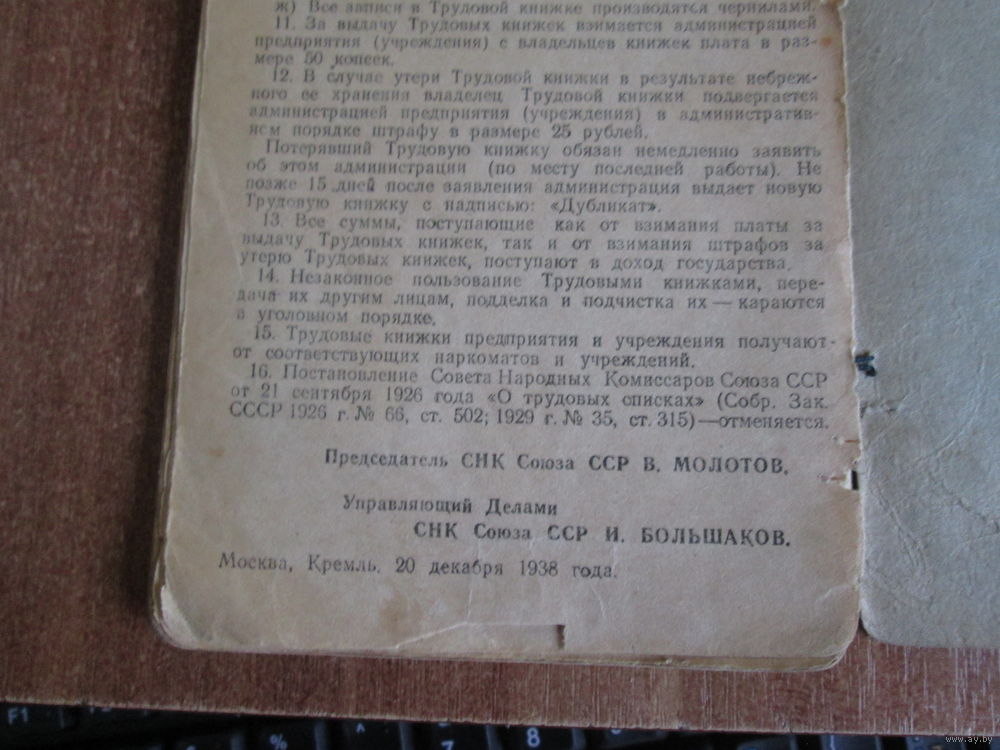 ж) Все записи в Трудовой книжке производятся чернилами.
11. За выдачу Трудовых книжек взимается администрацией
предприятия (учреждения) с владельцев книжек плата в раз-
мере 50 копеек.
12. В случае утери Трудовой книжки в результате небреж-
ного ее хранения владелец Трудовой книжки подвергается
администрацией предприятия (учреждения) в административ-
ном порядке штрафу в размере 25 рублей.
Потерявший Трудовую книжку обязан немедленно заявить
об этом администрации (по месту последней работы). Не
позже 15 дней после заявления администрация выдает новую
Трудовую книжку с надписью: «Дубликат».
13. Все суммы, поступающие как от взимания платы за
выдачу Трудовых книжек, так и от взимания штрафов за
утерю Трудовых книжек, поступают в доход государства.
14. Незаконное пользование Трудовыми книжками, пере-
дача их другим лицам, подделка и подчистка их — караются
в уголовном порядке.
15. Трудовые книжки предприятия и учреждения получают
от соответствующих наркоматов и учреждений.
16. Постановление Совета Народных Комиссаров Союза ССР
от 21 сентября 1926 года «О трудовых списках» (Собр. Зак.
СССР 1926 г. № 66, ст. 502; 1929 г. № 35, ст. 315)—отменяется.
Председатель СНК Союза ССР В. МОЛОТОВ.
Управляющий Делами
СНК Союза ССР И. БОЛЬШАКОВ.
Москва, Кремль. 20 декабря 1938 года.
F1
%
7
8
www.ay.by